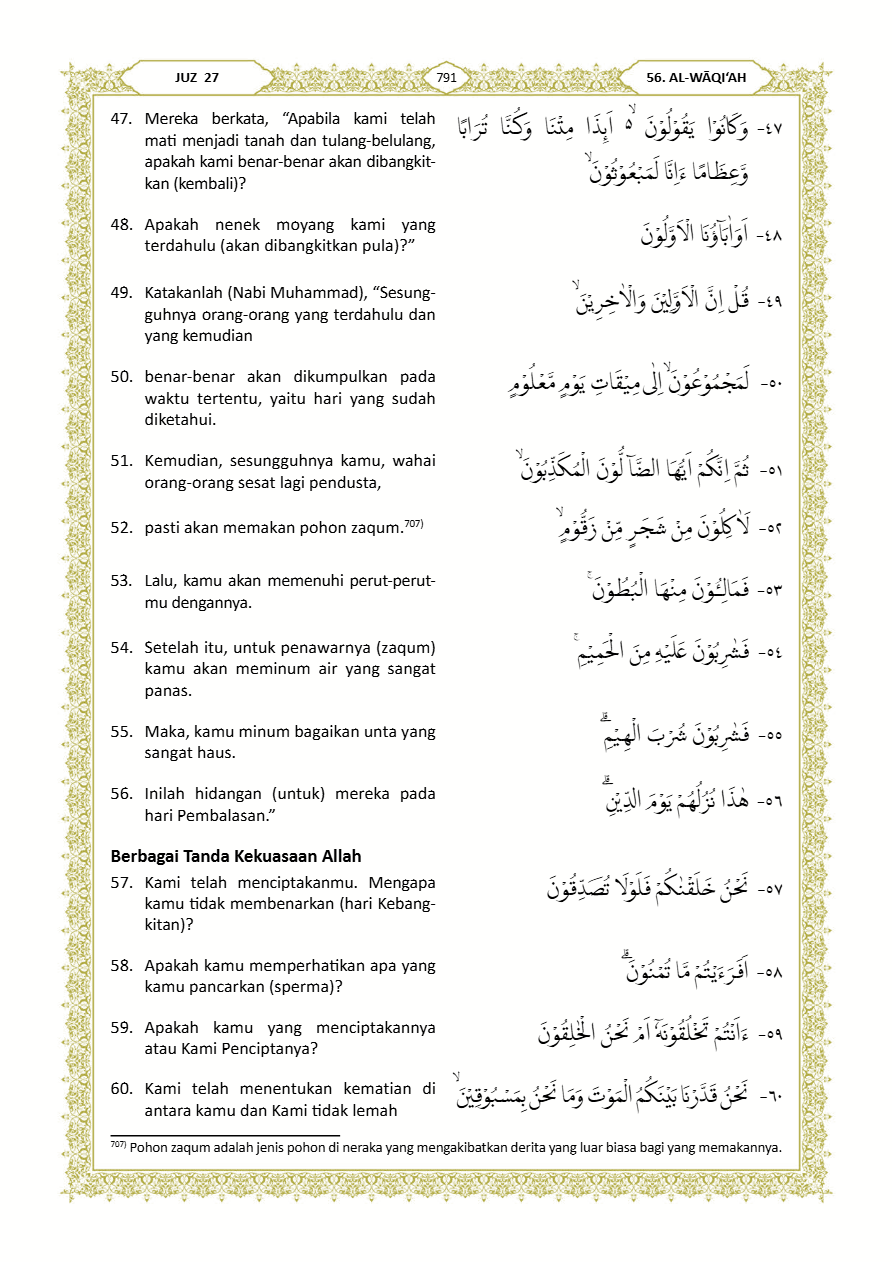 JUZ 27
791
56. AL-WĀQI‘AH
47. Mereka berkata, “Apabila kami telah
mati menjadi tanah dan tulang-belulang,
apakah kami benar-benar akan dibangkit-
kan (kembali)?
٤٧- وَكَانُوْا يَقُوْلُوْنَ ەۙ اَىِٕذَا مِتْنَا وَكُنَّا تُرَابًا
وَّعِظَامًا ءَاِنَّا لَمَبْعُوْثُوْنَۙ
48. Apakah nenek moyang kami yang
terdahulu (akan dibangkitkan pula)?”
٤٨- اَوَاٰبَاۤؤُنَا الْاَوَّلُوْنَ
49. Katakanlah (Nabi Muhammad), “Sesung-
guhnya orang-orang yang terdahulu dan
yang kemudian
٤٩- قُلْ اِنَّ الْاَوَّلِيْنَ وَالْاٰخِرِيْنَۙ
50. benar-benar akan dikumpulkan pada
waktu tertentu, yaitu hari yang sudah
diketahui.
٥٠- لَمَجْمُوْعُوْنَۙ اِلٰى مِيْقَاتِ يَوْمٍ مَّعْلُوْمٍ
51. Kemudian, sesungguhnya kamu, wahai
orang-orang sesat lagi pendusta,
٥١- ثُمَّ اِنَّكُمْ اَيُّهَا الضَّاۤلُّوْنَ الْمُكَذِّبُوْنَۙ
52. pasti akan memakan pohon zaqum.707)
٥٢- لَاٰكِلُوْنَ مِنْ شَجَرٍ مِّنْ زَقُّوْمٍۙ
53. Lalu, kamu akan memenuhi perut-perut-
mu dengannya.
٥٣- فَمَالِـُٔوْنَ مِنْهَا الْبُطُوْنَۚ
54. Setelah itu, untuk penawarnya (zaqum)
kamu akan meminum air yang sangat
panas.
٥٤- فَشٰرِبُوْنَ عَلَيْهِ مِنَ الْحَمِيْمِۚ
55. Maka, kamu minum bagaikan unta yang
sangat haus.
٥٥- فَشٰرِبُوْنَ شُرْبَ الْهِيْمِۗ
56. Inilah hidangan (untuk) mereka pada
hari Pembalasan.”
٥٦- هٰذَا نُزُلُهُمْ يَوْمَ الدِّيْنِۗ
Berbagai Tanda Kekuasaan Allah
57. Kami telah menciptakanmu. Mengapa
kamu tidak membenarkan (hari Kebang-
kitan)?
٥٧- نَحْنُ خَلَقْنٰكُمْ فَلَوْلَا تُصَدِّقُوْنَ
58. Apakah kamu memperhatikan apa yang
kamu pancarkan (sperma)?
٥٨- اَفَرَءَيْتُمْ مَّا تُمْنُوْنَۗ
59. Apakah kamu yang menciptakannya
atau Kami Penciptanya?
٥٩- ءَاَنْتُمْ تَخْلُقُوْنَهٗٓ اَمْ نَحْنُ الْخٰلِقُوْنَ
60. Kami telah menentukan kematian di
antara kamu dan Kami tidak lemah
٦٠- نَحْنُ قَدَّرْنَا بَيْنَكُمُ الْمَوْتَ وَمَا نَحْنُ بِمَسْبُوْقِيْنَۙ
707) Pohon zaqum adalah jenis pohon di neraka yang mengakibatkan derita yang luar biasa bagi yang memakannya.